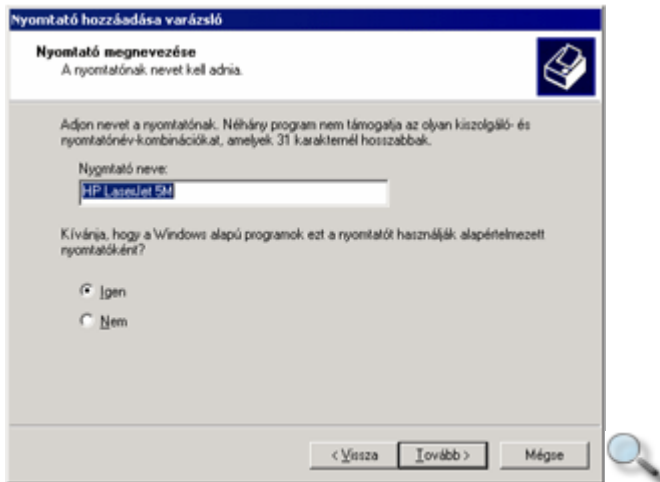 Nyomtató hozzáadása varázsló
Nyomtató megnevezése
A nyomtatónak nevet kell adnia.
Adjon nevet a nyomtatónak. Néhány program nem támogatja az olyan kiszolgáló- és
nyomtatónév-kombinációkat, amelyek 31 karakternél hosszabbak.
Nyomtató neve:
HP LaserJet 5M
Kívánja, hogy a Windows alapú programok ezt a nyomtatót használják alapértelmezett
nyomtatóként?
Igen
Nem
< Vissza Tovább > Mégse